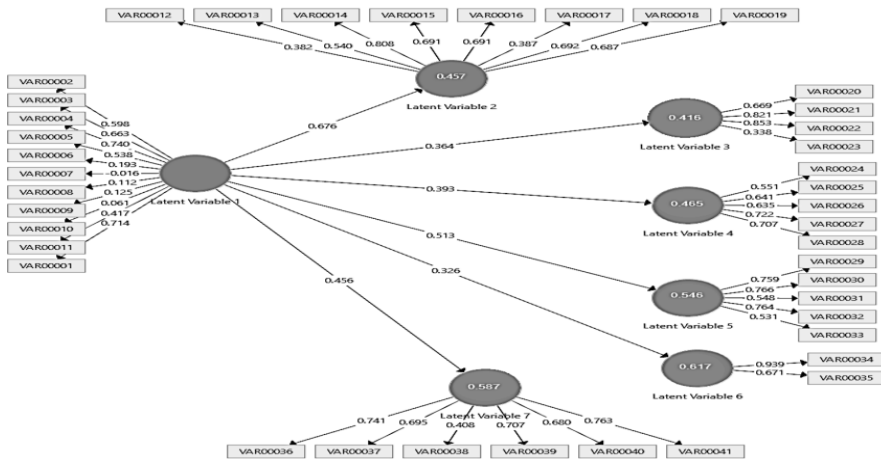 VAR00012 VAR00013 VAR00014 VAR00015 VAR00016 VAR00017 VAR00018 VAR00019
0.382 0.540 0.808 0.691 0.691 0.387 0.692 0.687
0.457
Latent Variable 2
VAR00002
VAR00003
VAR00004
VAR00005
VAR00006
VAR00007
VAR00008
VAR00009
VAR00010
VAR00011
VAR00001
0.598
0.663
0.740
0.538
0.193
-0.016
0.112
0.125
0.061
0.417
0.714
Latent Variable 1
0.676
0.364
0.393
0.513
0.326
0.456
0.416
Latent Variable 3
0.669
0.821
0.853
0.338
VAR00020
VAR00021
VAR00022
VAR00023
0.465
Latent Variable 4
0.551
0.641
0.635
0.722
0.707
VAR00024
VAR00025
VAR00026
VAR00027
VAR00028
0.546
Latent Variable 5
0.759
0.766
0.548
0.764
0.531
VAR00029
VAR00030
VAR00031
VAR00032
VAR00033
0.617
Latent Variable 6
0.939
0.671
VAR00034
VAR00035
0.587
Latent Variable 7
0.741 0.695 0.408 0.707 0.680 0.763
VAR00036 VAR00037 VAR00038 VAR00039 VAR00040 VAR00041